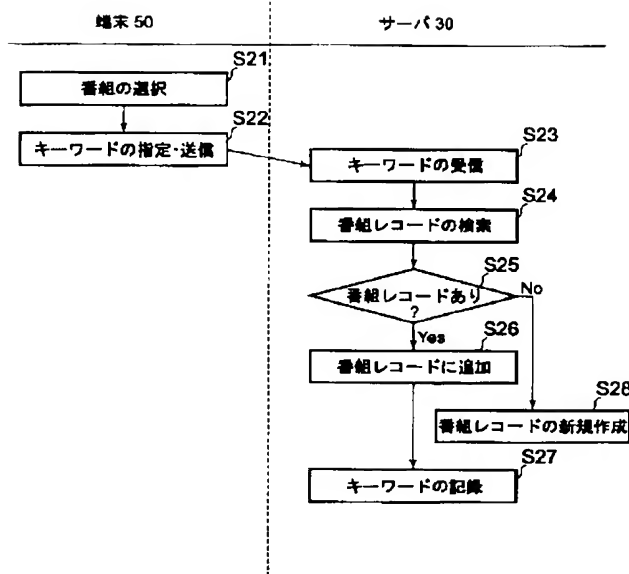 端末 50
サーバ 30
S21
番組の選択
S22
キーワードの指定・送信
S23
キーワードの受信
S24
番組レコードの検索
S25
番組レコードあり
?
No
Yes
S26
番組レコードに追加
S28
番組レコードの新規作成
S27
キーワードの記録